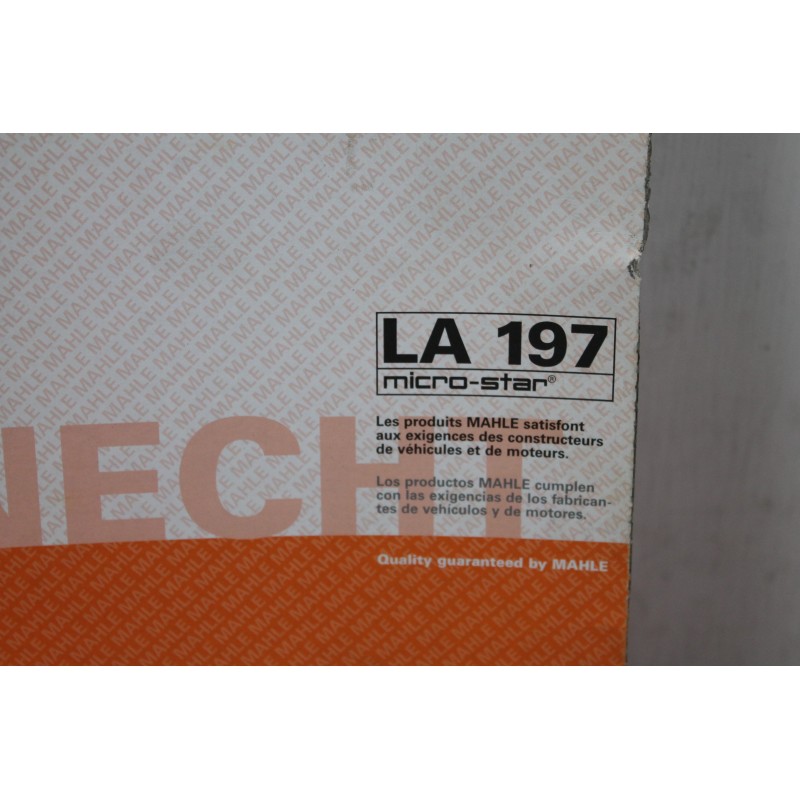 LA 197
micro-star®
Les produits MAHLE satisfont
aux exigences des constructeurs
de véhicules et de moteurs.
NECHT
Los productos MAHLE cumplen
con las exigencias de los fabrican-
tes de vehículos y de motores.
Quality guaranteed by MAHLE